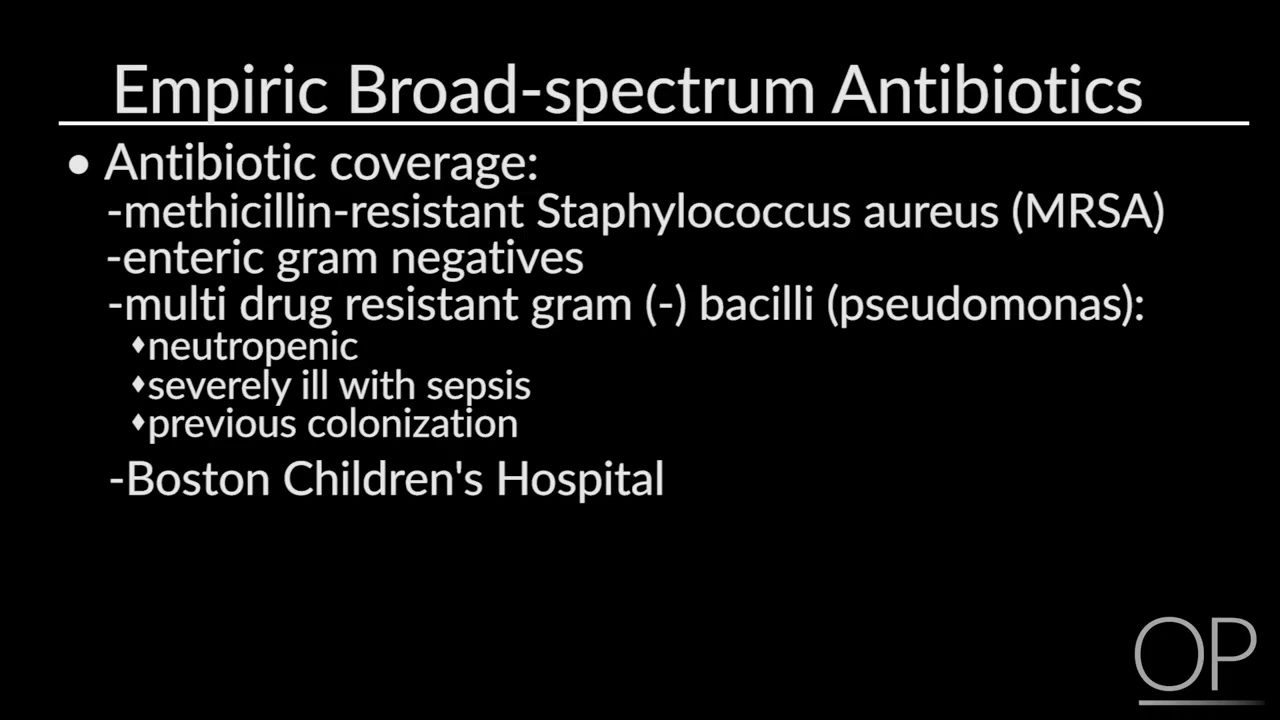 Empiric Broad-spectrum Antibiotics
• Antibiotic coverage:
-methicillin-resistant Staphylococcus aureus (MRSA)
-enteric gram negatives
-multi drug resistant gram (-) bacilli (pseudomonas):
♦neutropenic
♦severely ill with sepsis
♦previous colonization
-Boston Children's Hospital
OP